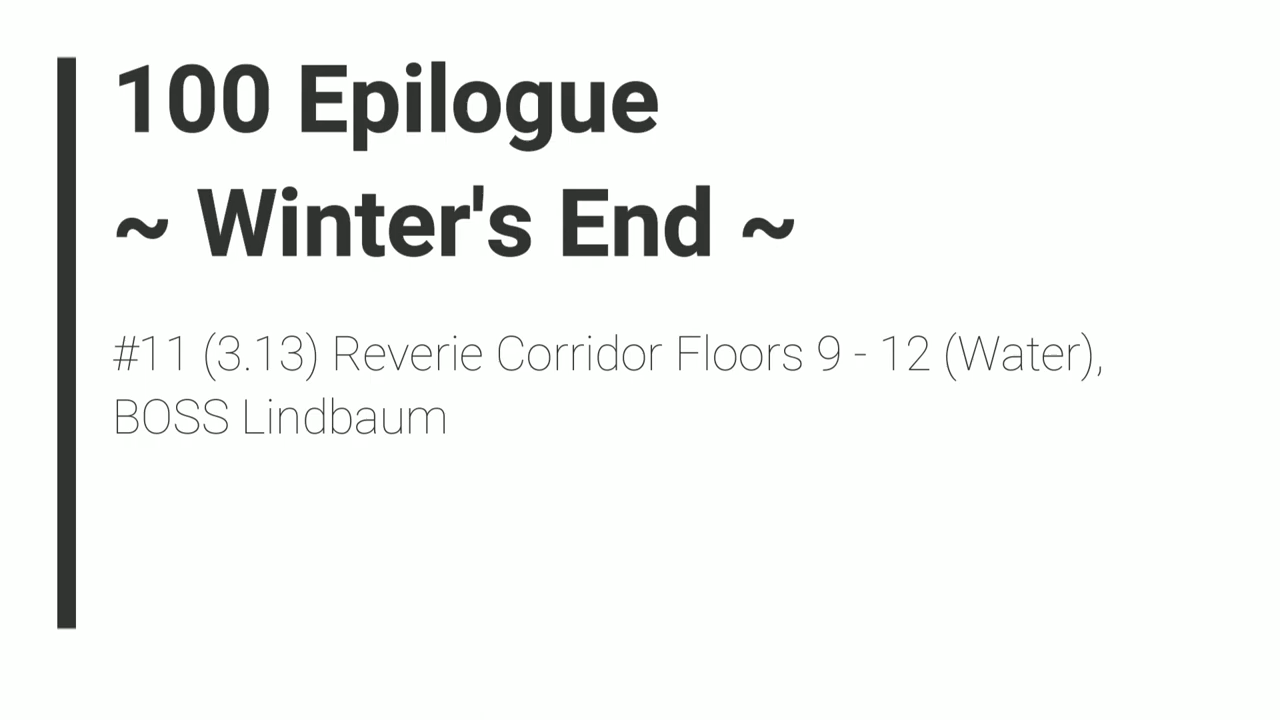 100 Epilogue
~ Winter's End ~
#11 (3.13) Reverie Corridor Floors 9 - 12 (Water),
BOSS Lindbaum